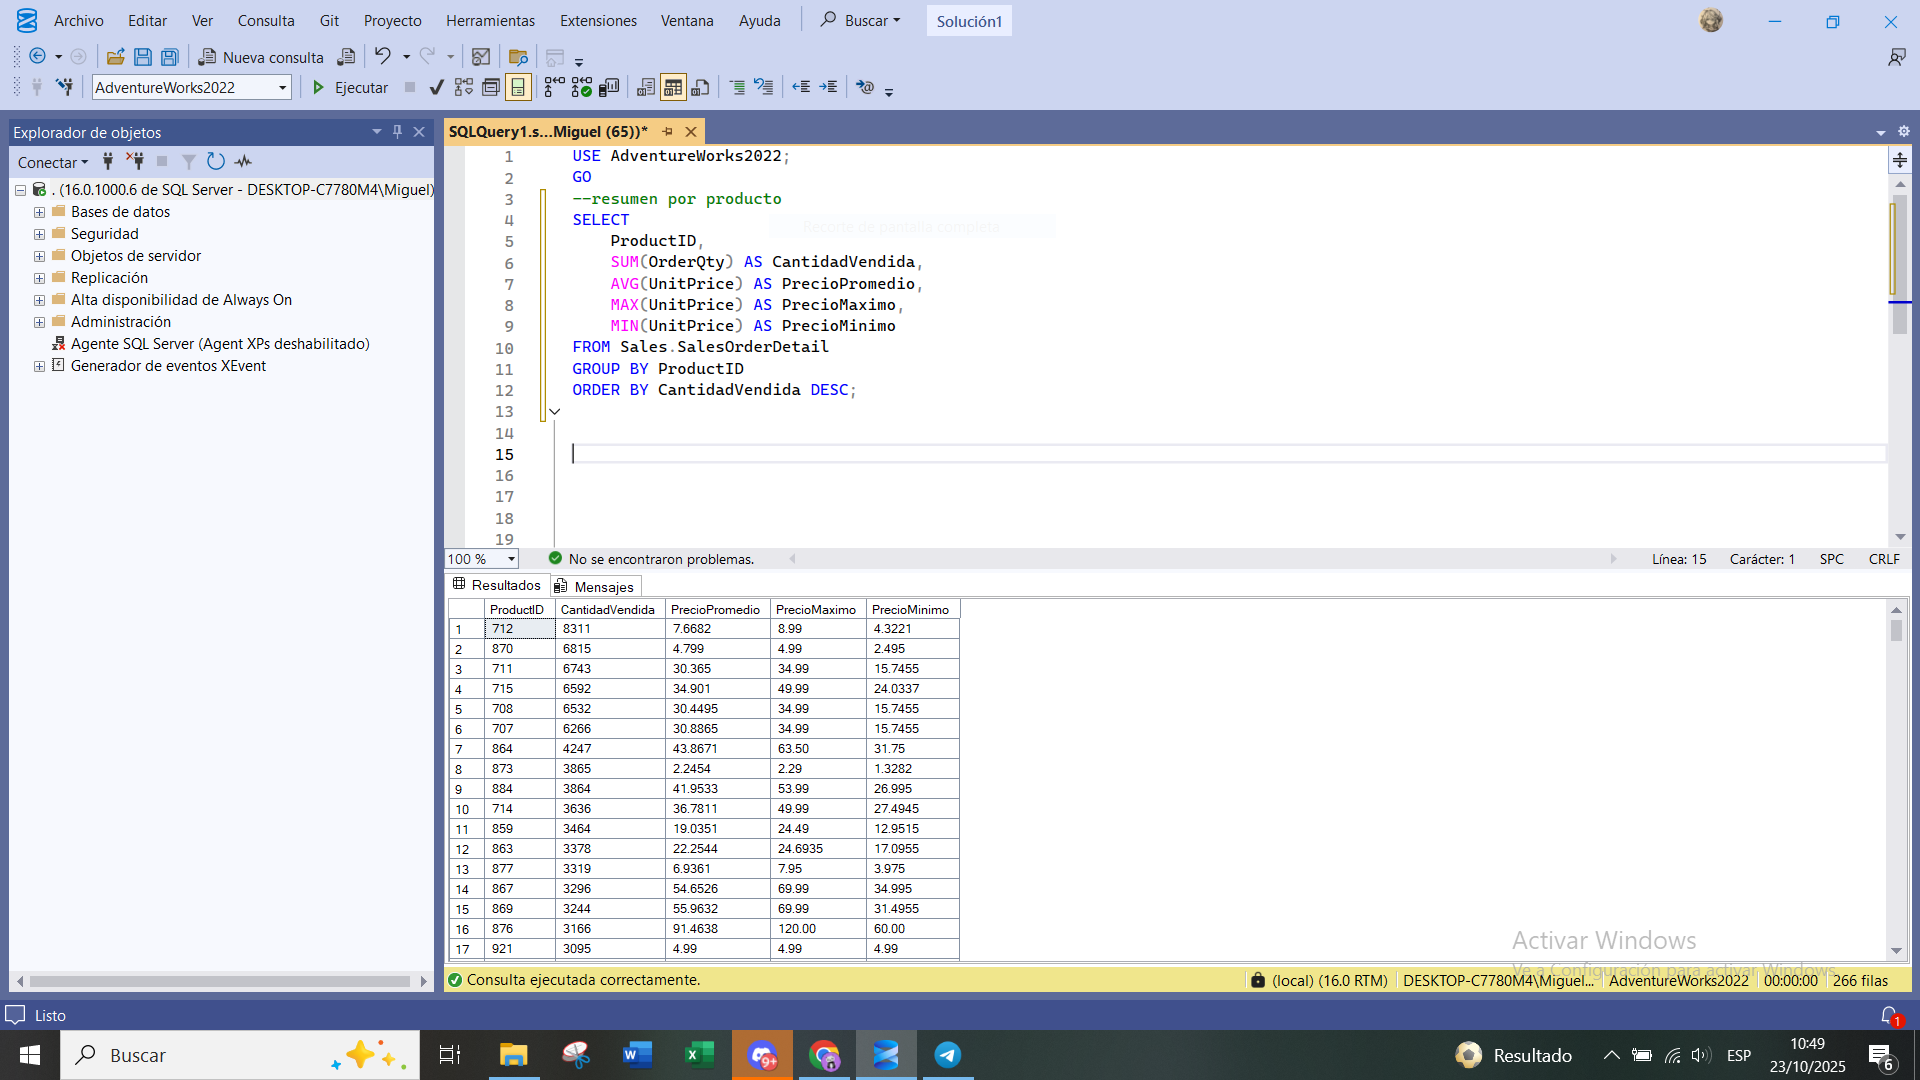 Archivo Editar Ver Consulta Git Proyecto Herramientas Extensiones Ventana Ayuda Buscar Solución1
Nueva consulta
AdventureWorks2022 Ejecutar
Explorador de objetos
Conectar
. (16.0.1000.6 de SQL Server - DESKTOP-C7780M4\Miguel)
Bases de datos
Seguridad
Objetos de servidor
Replicación
Alta disponibilidad de Always On
Administración
Agente SQL Server (Agent XPs deshabilitado)
Generador de eventos XEvent
SQLQuery1.s...Miguel (65))*
1 USE AdventureWorks2022;
2 GO
3 --resumen por producto
4 SELECT
Recorte de pantalla completa
5 ProductID,
6 SUM(OrderQty) AS CantidadVendida,
7 AVG(UnitPrice) AS PrecioPromedio,
8 MAX(UnitPrice) AS PrecioMaximo,
9 MIN(UnitPrice) AS PrecioMinimo
10 FROM Sales.SalesOrderDetail
11 GROUP BY ProductID
12 ORDER BY CantidadVendida DESC;
13
14
15
16
17
18
19
100 % No se encontraron problemas. Línea: 15 Carácter: 1 SPC CRLF
Resultados Mensajes
ProductID CantidadVendida PrecioPromedio PrecioMaximo PrecioMinimo
1 712 8311 7.6682 8.99 4.3221
2 870 6815 4.799 4.99 2.495
3 711 6743 30.365 34.99 15.7455
4 715 6592 34.901 49.99 24.0337
5 708 6532 30.4495 34.99 15.7455
6 707 6266 30.8865 34.99 15.7455
7 864 4247 43.8671 63.50 31.75
8 873 3865 2.2454 2.29 1.3282
9 884 3864 41.9533 53.99 26.995
10 714 3636 36.7811 49.99 27.4945
11 859 3464 19.0351 24.49 12.9515
12 863 3378 22.2544 24.6935 17.0955
13 877 3319 6.9361 7.95 3.975
14 867 3296 54.6526 69.99 34.995
15 869 3244 55.9632 69.99 31.4955
16 876 3166 91.4638 120.00 60.00
17 921 3095 4.99 4.99 4.99
Activar Windows
Ve a Configuración para activar Windows.
Consulta ejecutada correctamente. (local) (16.0 RTM) DESKTOP-C7780M4\Miguel... AdventureWorks2022 00:00:00 266 filas
Listo 1
Buscar 9+ Resultado ESP 10:49
23/10/2025 6